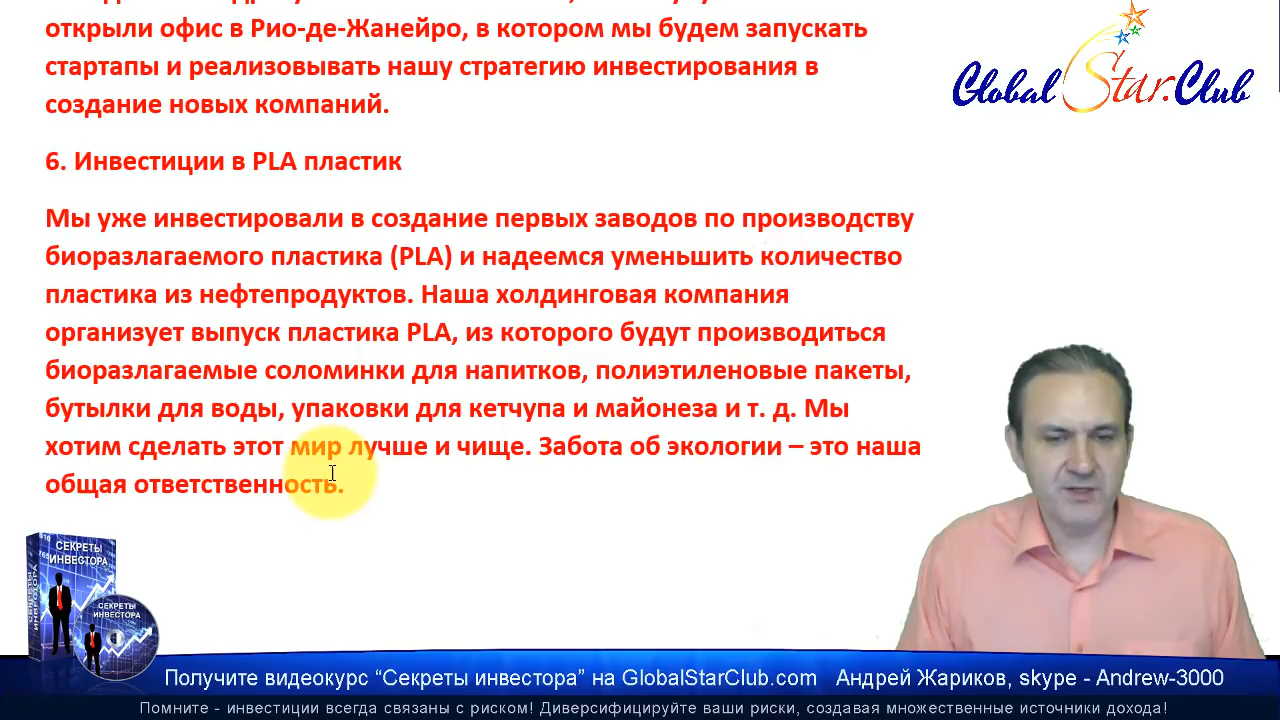 открыли офис в Рио-де-Жанейро, в котором мы будем запускать
стартапы и реализовывать нашу стратегию инвестирования в
создание новых компаний.
6. Инвестиции в PLA пластик
Мы уже инвестировали в создание первых заводов по производству
биоразлагаемого пластика (PLA) и надеемся уменьшить количество
пластика из нефтепродуктов. Наша холдинговая компания
организует выпуск пластика PLA, из которого будут производиться
биоразлагаемые соломинки для напитков, полиэтиленовые пакеты,
бутылки для воды, упаковки для кетчупа и майонеза и т. д. Мы
хотим сделать этот мир лучше и чище. Забота об экологии – это наша
общая ответственность.
Global Star.Club
СЕКРЕТЫ
ИНВЕСТОРА
СЕКРЕТЫ
ИНВЕСТОРА
Получите видеокурс “Секреты инвестора” на GlobalStarClub.com Андрей Жариков, skype - Andrew-3000
Помните - инвестиции всегда связаны с риском! Диверсифицируйте ваши риски, создавая множественные источники дохода!